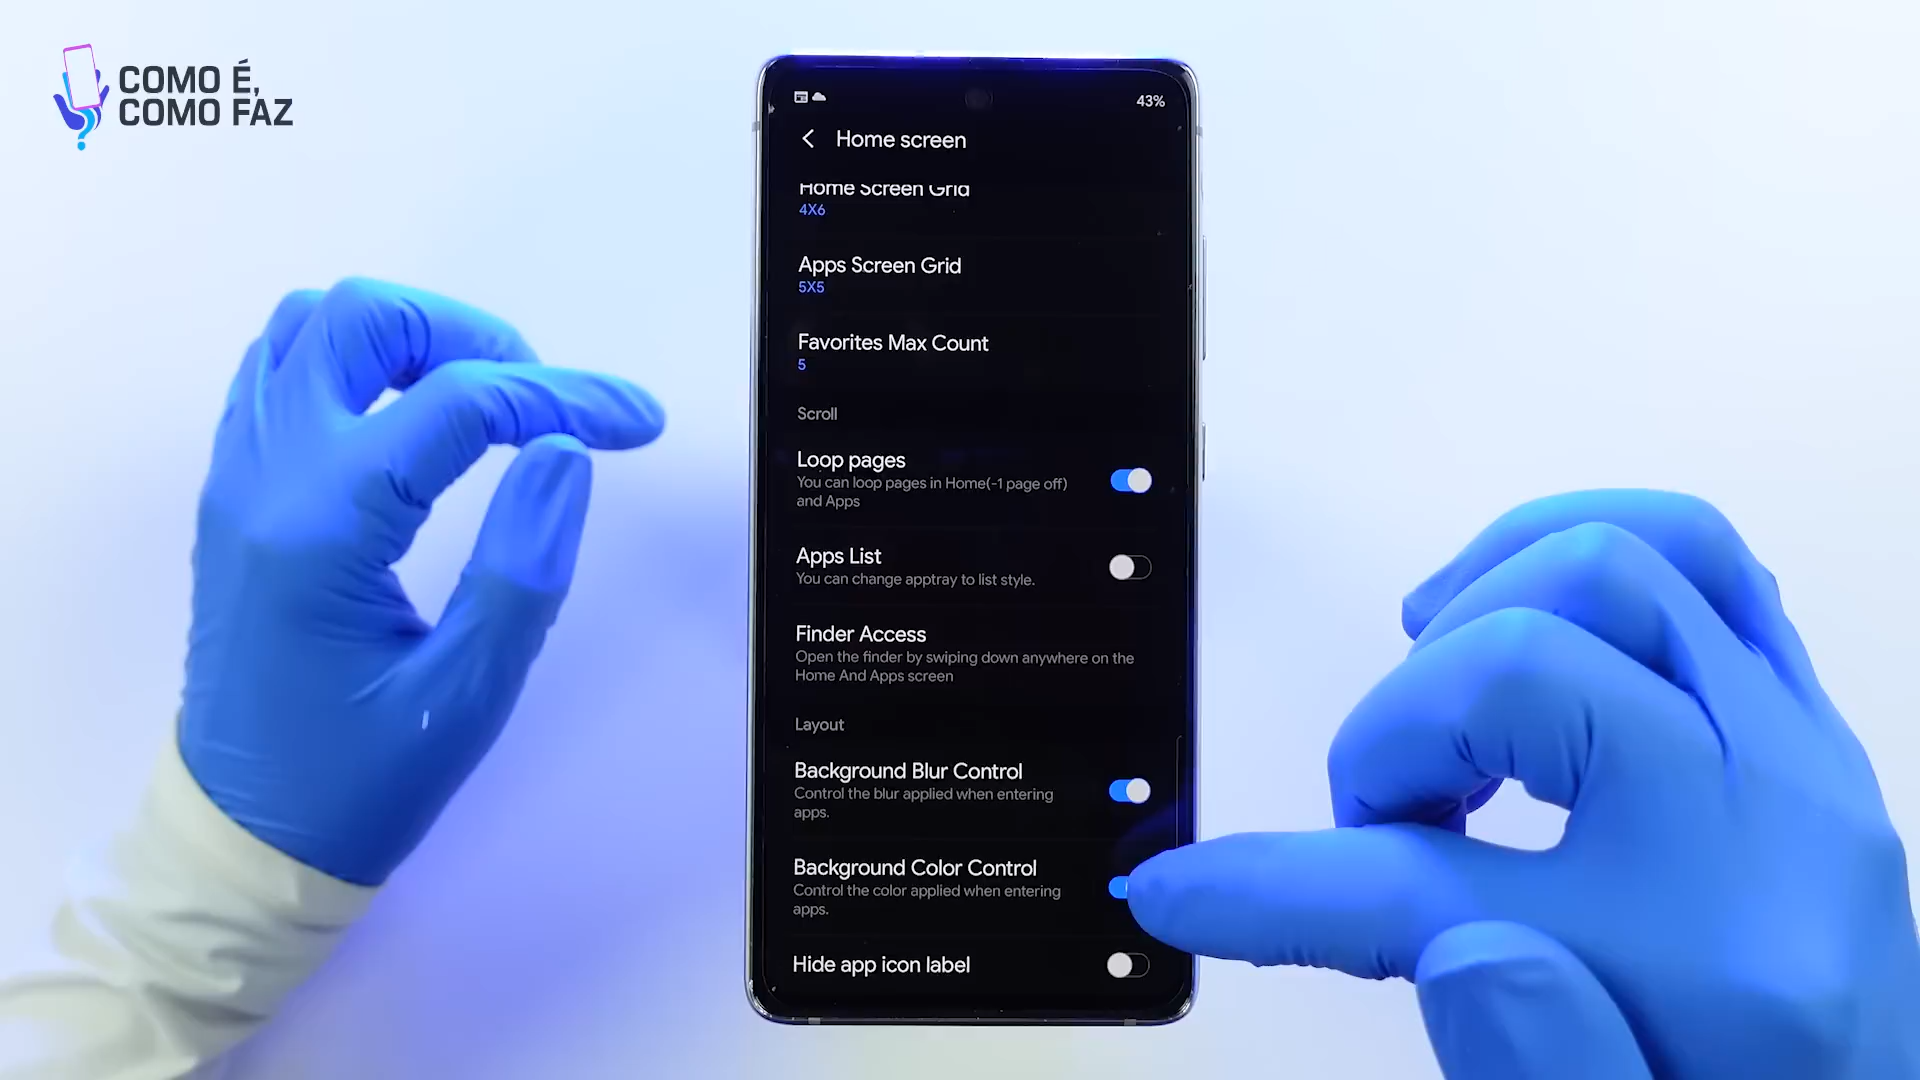 COMO É,
COMO FAZ
43%
Home screen
Home Screen Grid
4X6
Apps Screen Grid
5X5
Favorites Max Count
5
Scroll
Loop pages
You can loop pages in Home(-1 page off)
and Apps
Apps List
You can change apptray to list style.
Finder Access
Open the finder by swiping down anywhere on the
Home And Apps screen
Layout
Background Blur Control
Control the blur applied when entering
apps.
Background Color Control
Control the color applied when entering
apps.
Hide app icon label